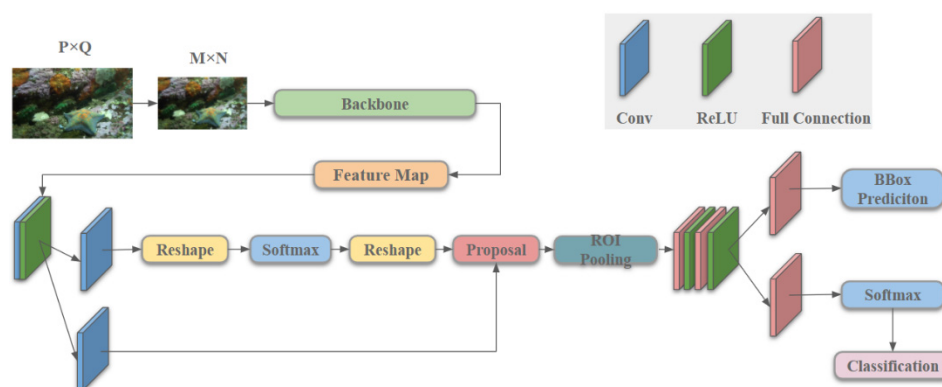 P×Q
M×N
Backbone
Conv
ReLU
Full Connection
Feature Map
BBox
Prediciton
Reshape
Softmax
Reshape
Proposal
ROI
Pooling
Softmax
Classification